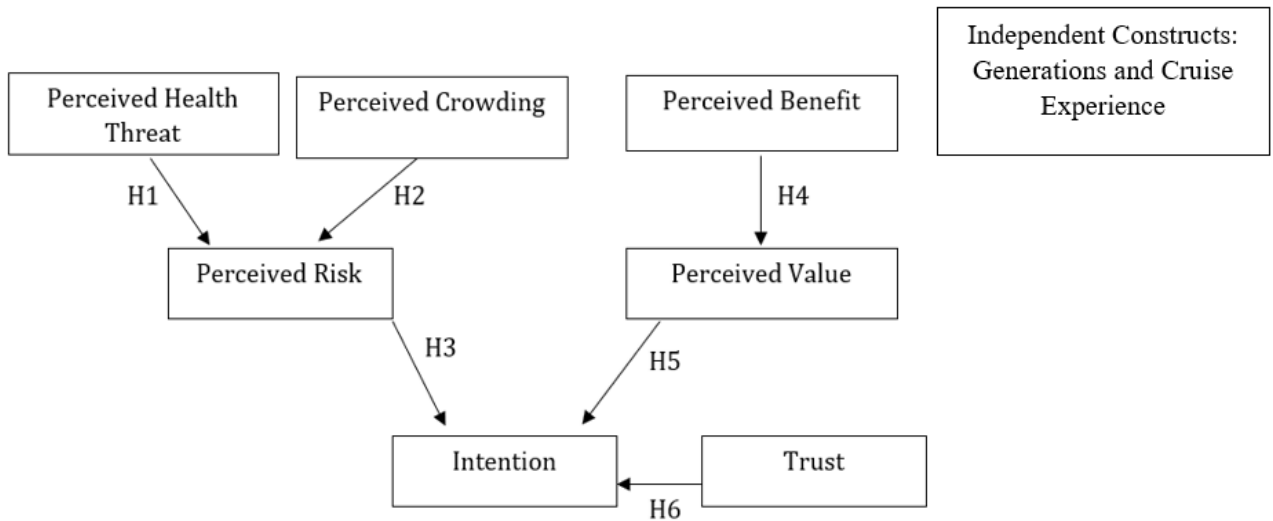 Independent Constructs:
Generations and Cruise
Experience
Perceived Health
Threat
Perceived Crowding
Perceived Benefit
H1
H2
H4
Perceived Risk
Perceived Value
H3
H5
Intention
Trust
H6